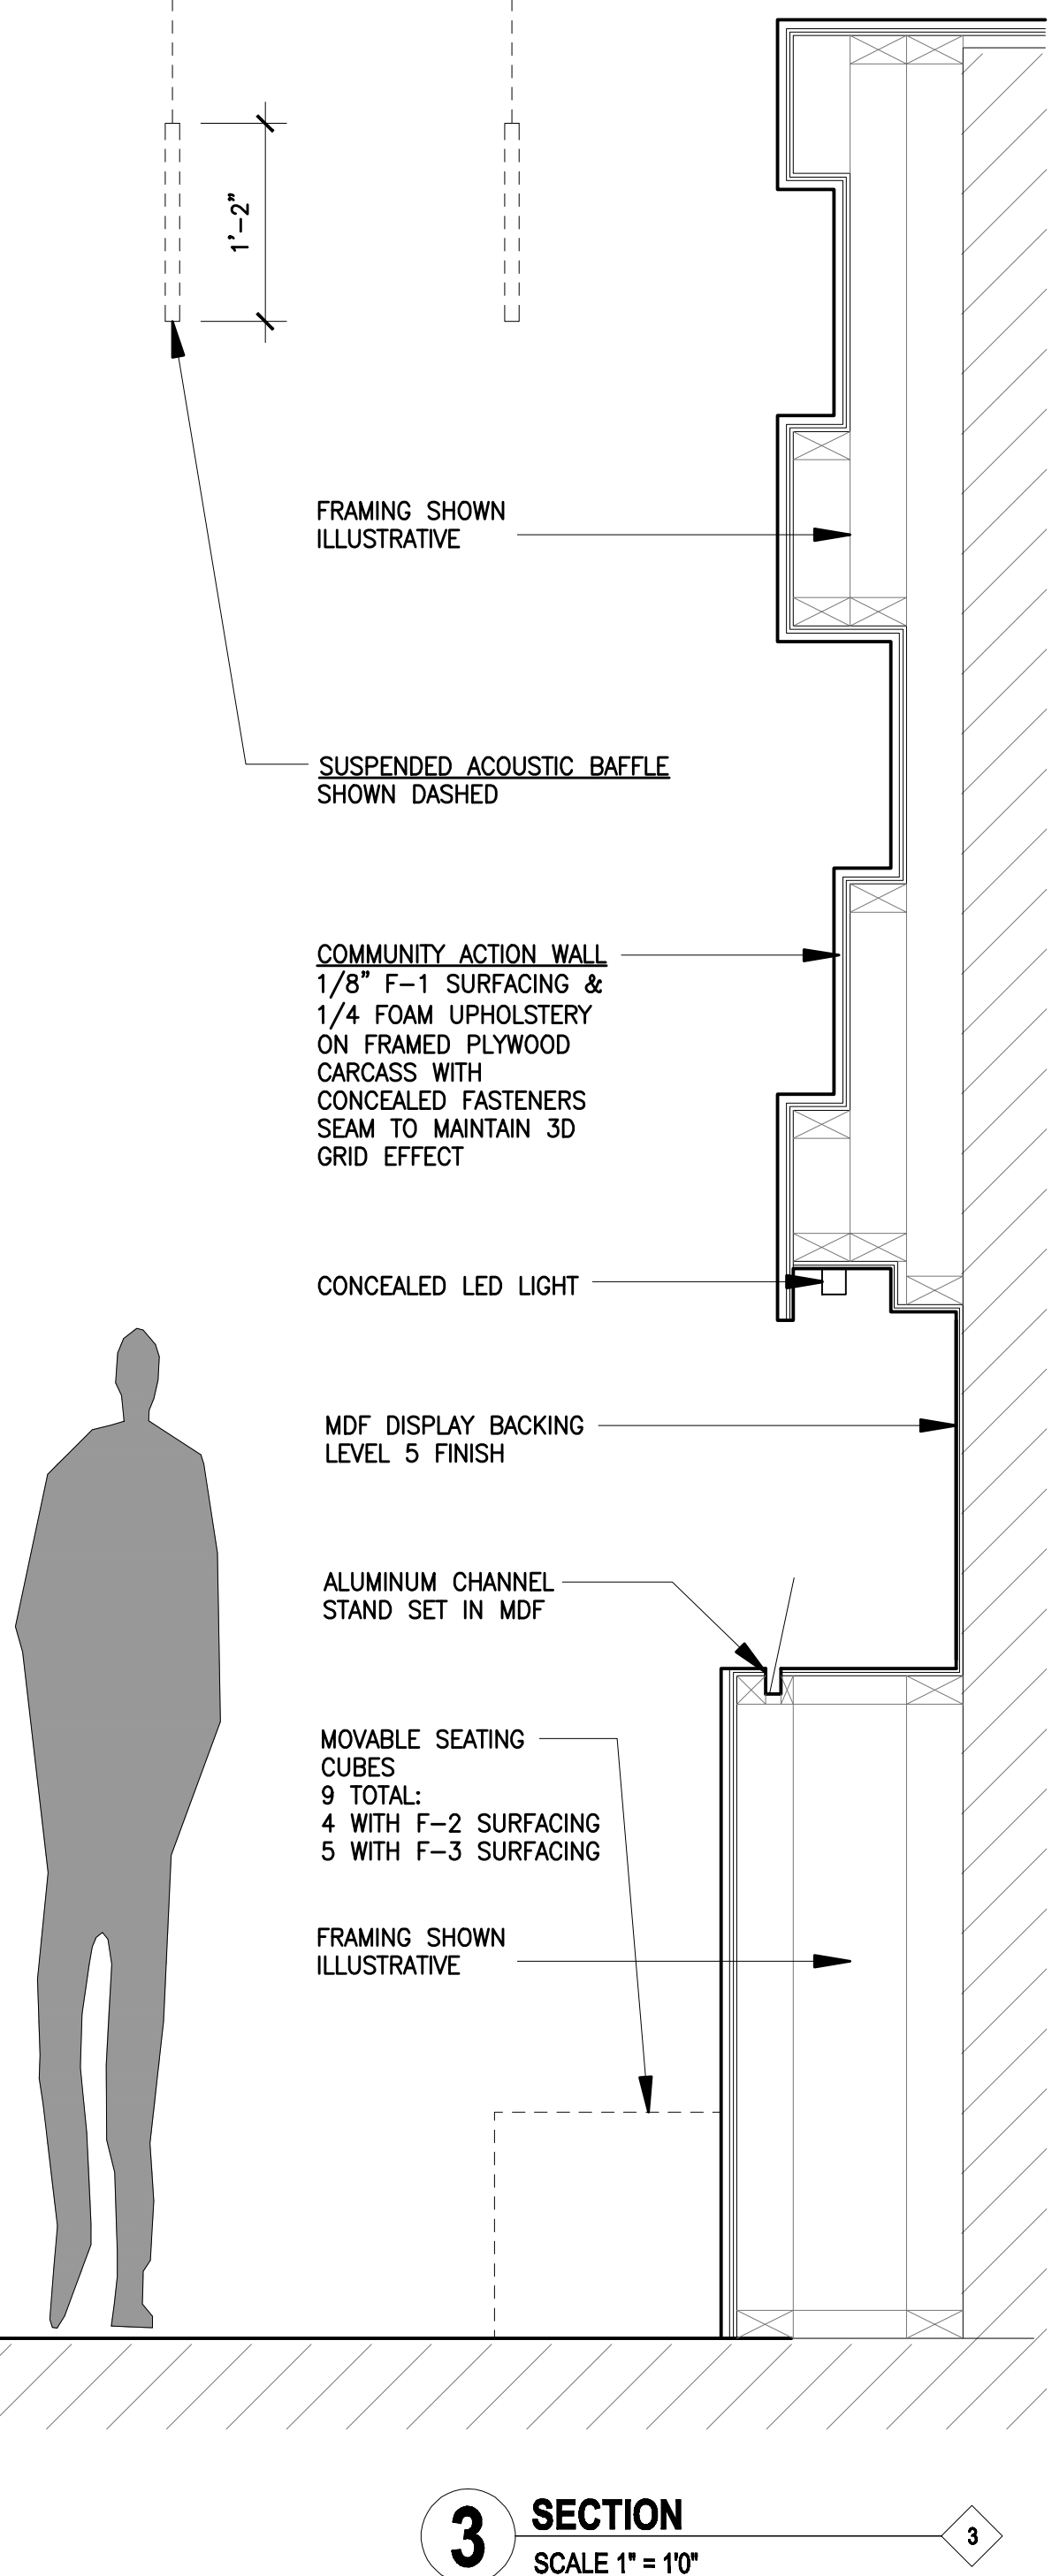 1'-2"
FRAMING SHOWN
ILLUSTRATIVE
SUSPENDED ACOUSTIC BAFFLE
SHOWN DASHED
COMMUNITY ACTION WALL
1/8" F-1 SURFACING &
1/4 FOAM UPHOLSTERY
ON FRAMED PLYWOOD
CARCASS WITH
CONCEALED FASTENERS
SEAM TO MAINTAIN 3D
GRID EFFECT
CONCEALED LED LIGHT
MDF DISPLAY BACKING
LEVEL 5 FINISH
ALUMINUM CHANNEL
STAND SET IN MDF
MOVABLE SEATING
CUBES
9 TOTAL:
4 WITH F-2 SURFACING
5 WITH F-3 SURFACING
FRAMING SHOWN
ILLUSTRATIVE
3
SECTION
SCALE 1" = 1'0"
3